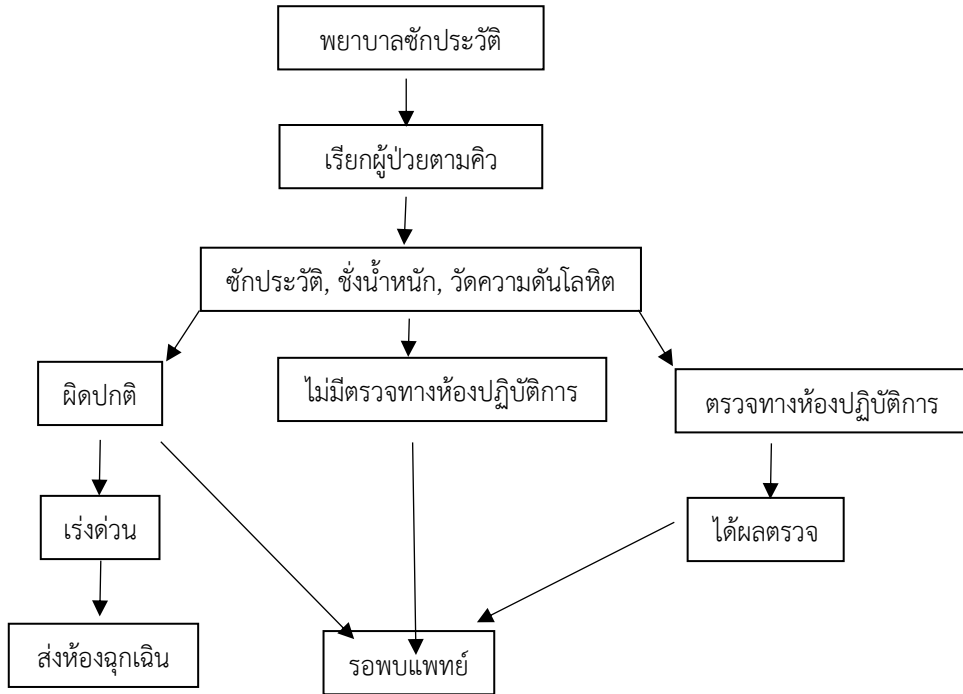 พยาบาลซักประวัติ
เรียกผู้ป่วยตามคิว
ซักประวัติ, ชั่งน้ำหนัก, วัดความดันโลหิต
ผิดปกติ
ไม่มีตรวจทางห้องปฏิบัติการ
ตรวจทางห้องปฏิบัติการ
เร่งด่วน
ได้ผลตรวจ
ส่งห้องฉุกเฉิน
รอพบแพทย์